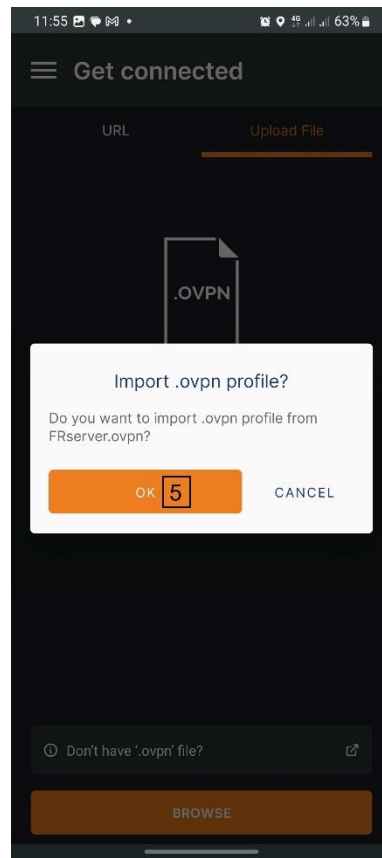 11:55 4G 63%
Get connected
URL Upload File
.OVPN
Import .ovpn profile?
Do you want to import .ovpn profile from
FRserver.ovpn?
OK 5 CANCEL
Don't have '.ovpn' file?
BROWSE